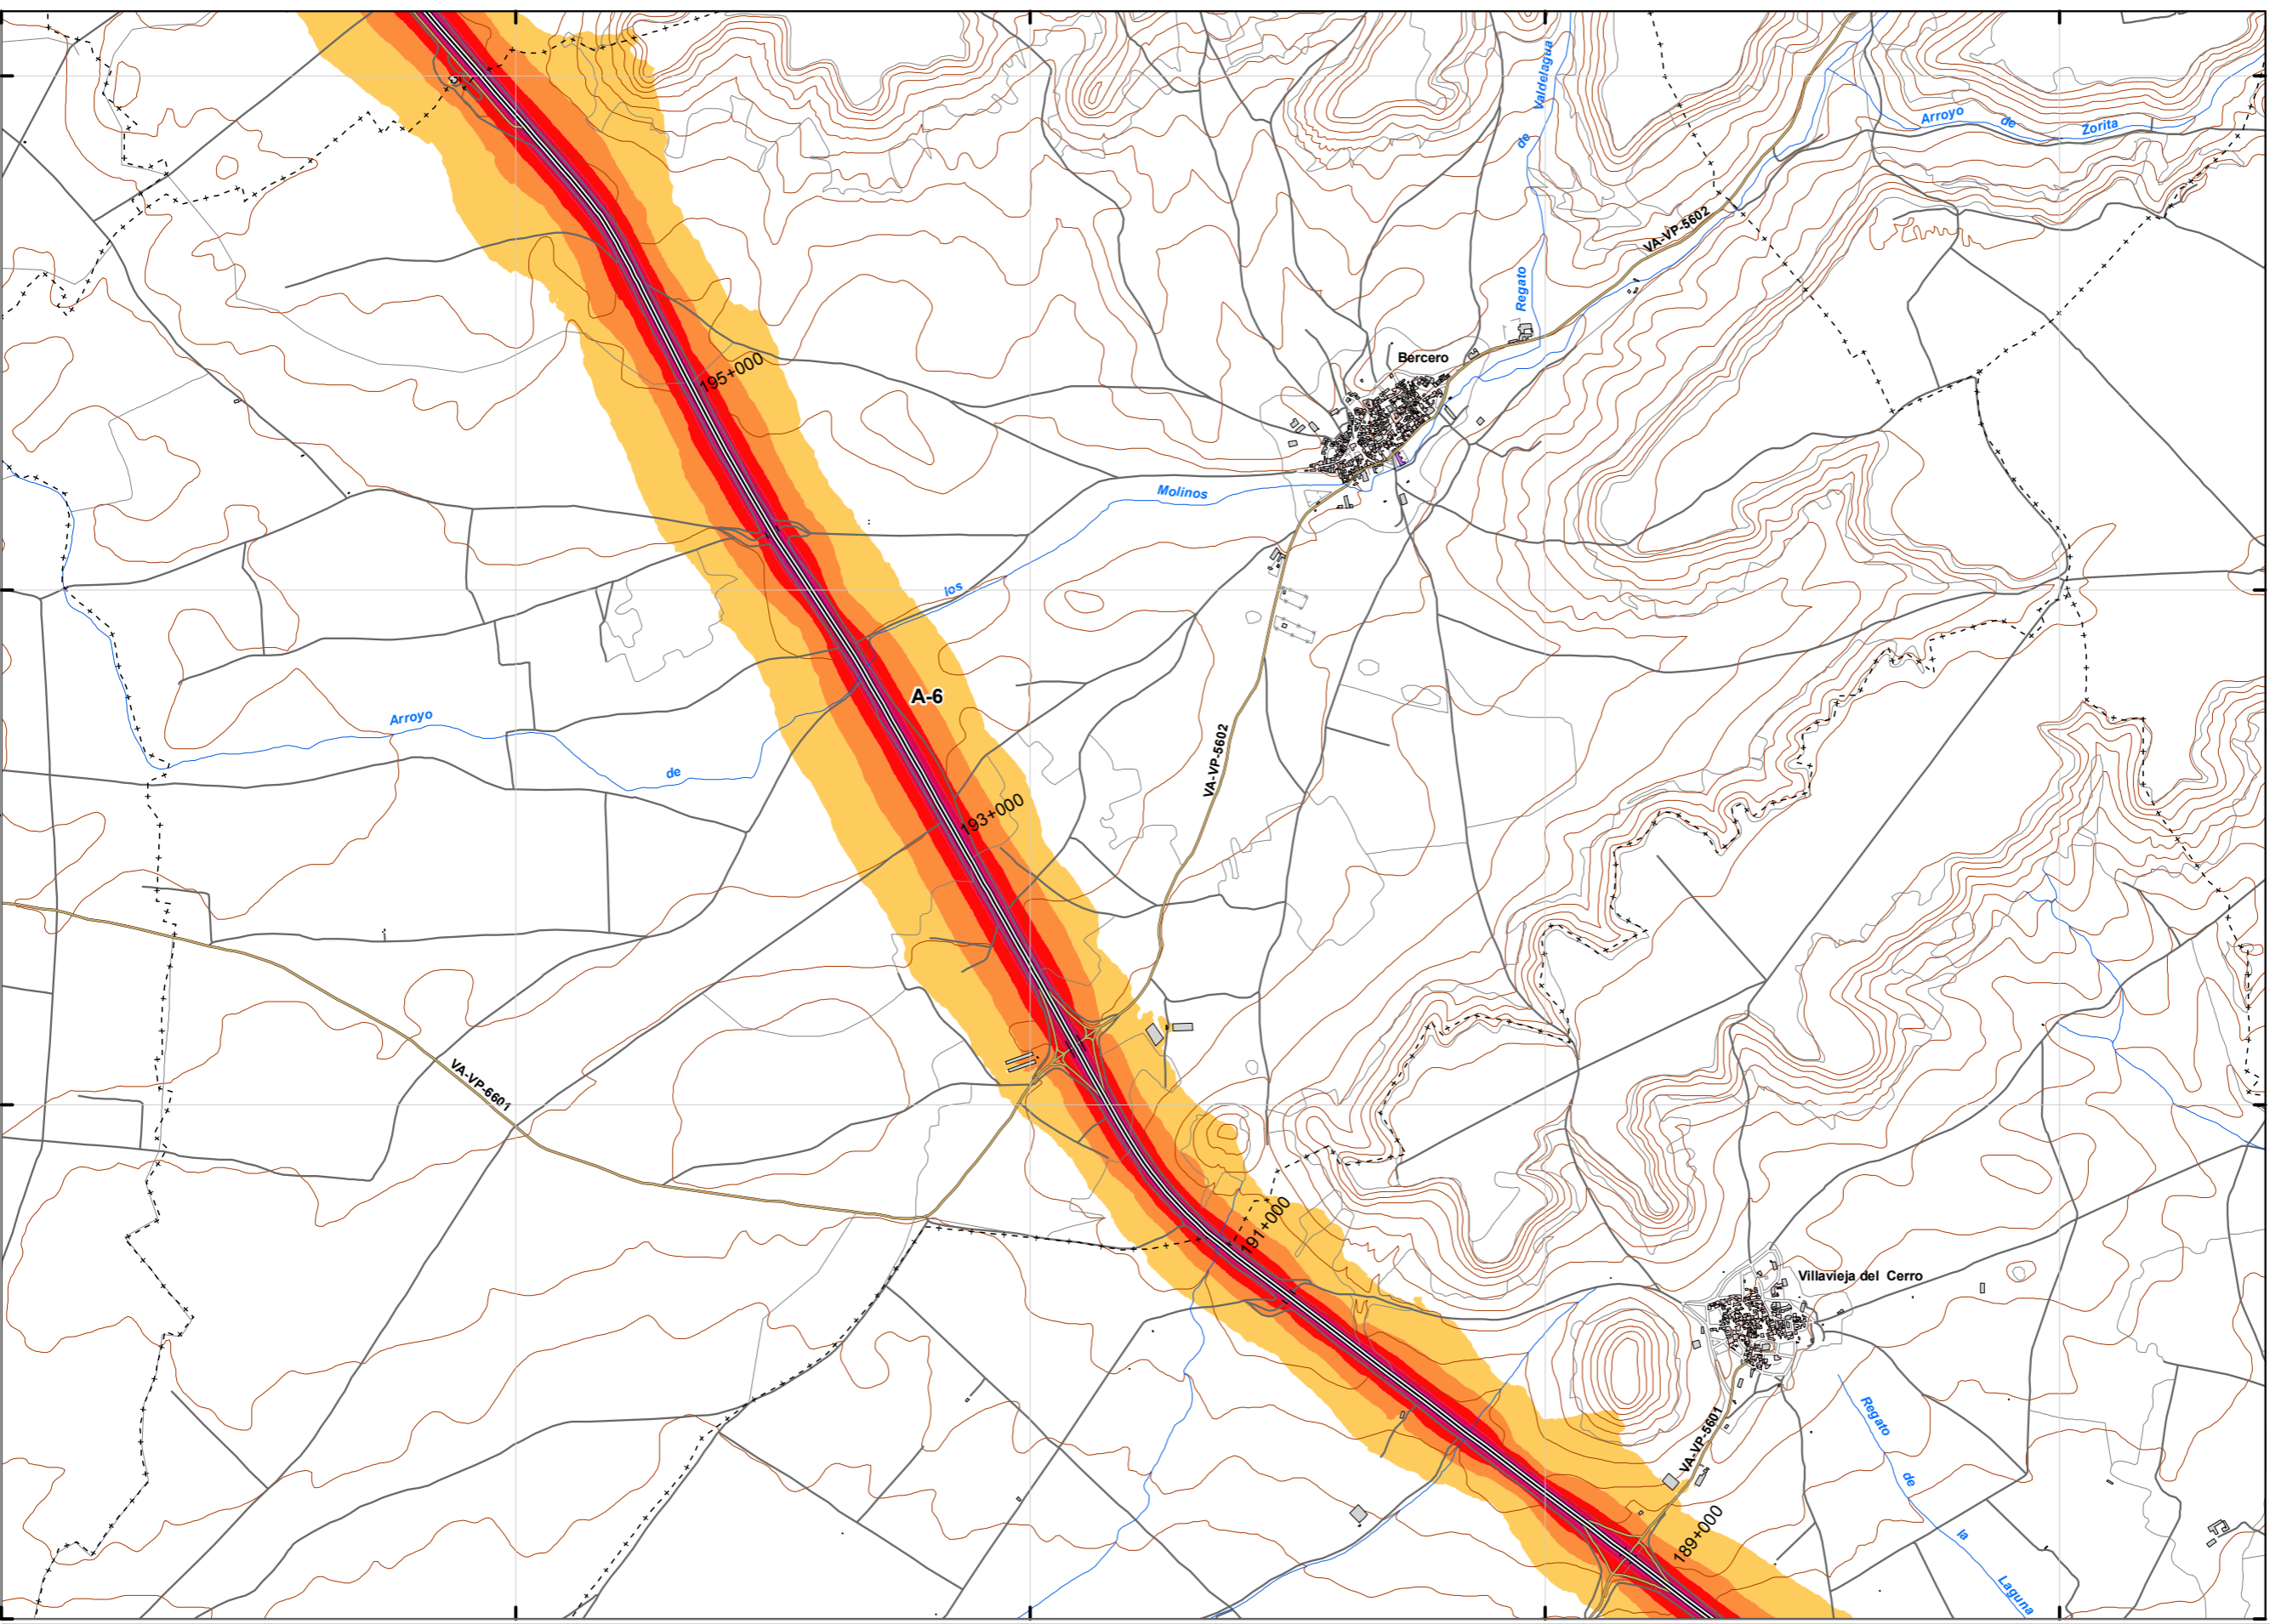 Valdelagua
de
Regato
Arroyo de Zorita
VA-VP-5602
Bercero
195+000
Molinos
los
A-6
Arroyo
de
VA-VP-5602
193+000
VA-VP-6601
191+000
Villavieja del Cerro
VA-VP-5601
Regato
de
la
Laguna
189+000